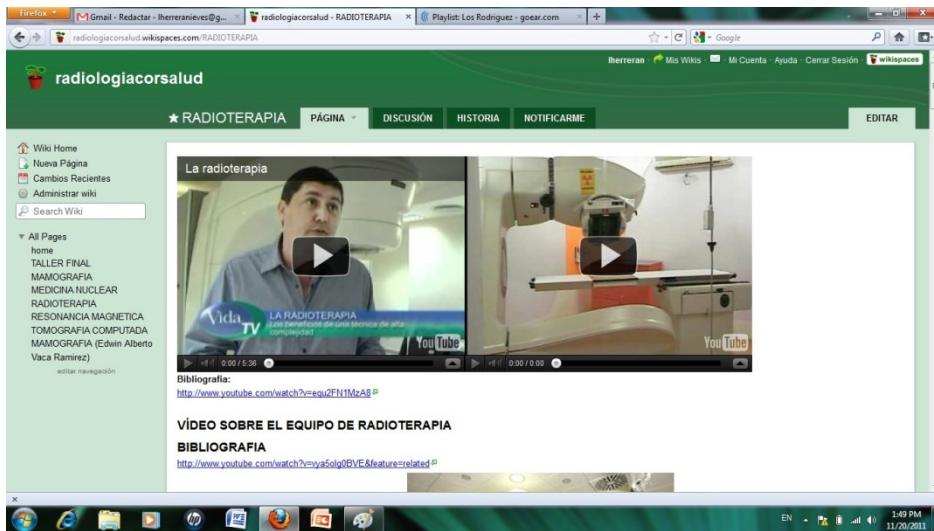 Firefox
Gmail - Redactar - lherreranieves@g...
radiologiacorsalud - RADIOTERAPIA
Playlist: Los Rodriguez - goear.com
radiologiacorsalud.wikispaces.com/RADIOTERAPIA
Google
lherreran · Mis Wikis · Mi Cuenta · Ayuda · Cerrar Sesión · wikispaces
radiologiacorsalud
RADIOTERAPIA
PÁGINA
DISCUSIÓN
HISTORIA
NOTIFICARME
EDITAR
Wiki Home
Nueva Página
Cambios Recientes
Administrar wiki
Search Wiki
All Pages
home
TALLER FINAL
MAMOGRAFIA
MEDICINA NUCLEAR
RADIOTERAPIA
RESONANCIA MAGNETICA
TOMOGRAFIA COMPUTADA
MAMOGRAFIA (Edwin Alberto
Vaca Ramirez)
editar navegación
La radioterapia
Vida TV
LA RADIOTERAPIA
Los beneficios de una técnica de alta
complejidad
YouTube
0:00 / 5:36
YouTube
0:00 / 0:00
Bibliografia:
http://www.youtube.com/watch?v=equ2FN1MzA8
VÍDEO SOBRE EL EQUIPO DE RADIOTERAPIA
BIBLIOGRAFIA
http://www.youtube.com/watch?v=vya5olg0BVE&feature=related
hp
EN
1:49 PM
11/20/2011